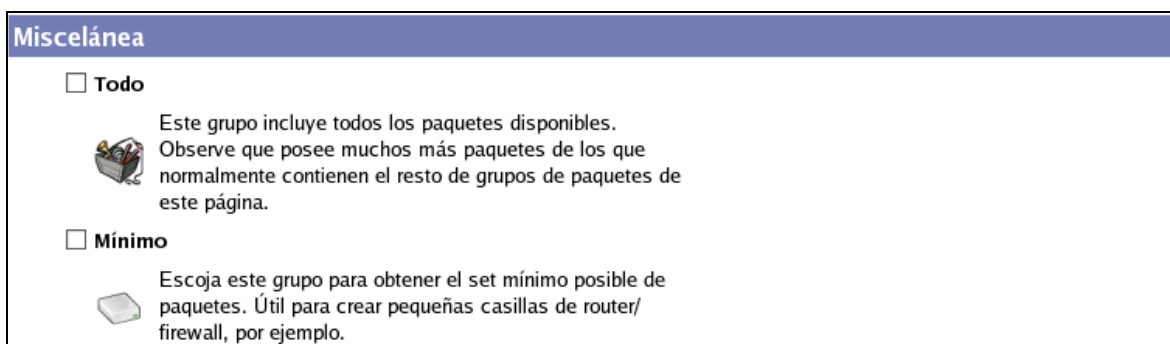 Miscelánea
Todo
Este grupo incluye todos los paquetes disponibles.
Observe que posee muchos más paquetes de los que
normalmente contienen el resto de grupos de paquetes de
este página.
Mínimo
Escoja este grupo para obtener el set mínimo posible de
paquetes. Útil para crear pequeñas casillas de router/
firewall, por ejemplo.